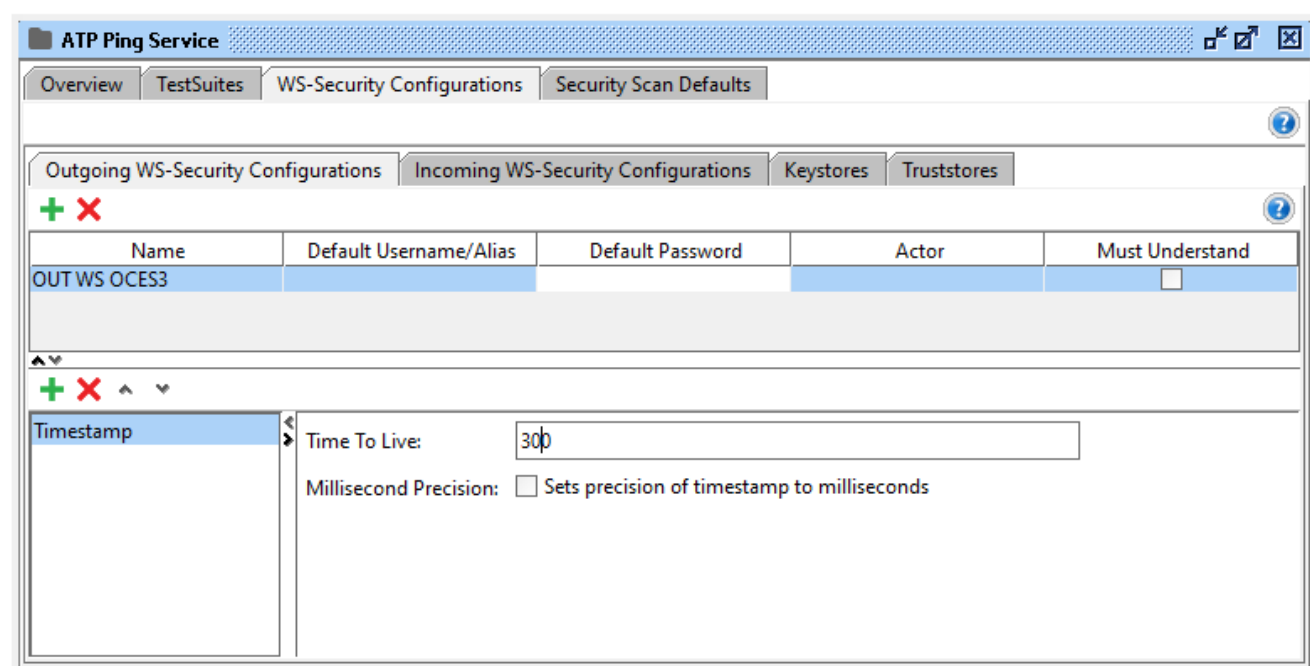 ATP Ping Service
Overview TestSuites WS-Security Configurations Security Scan Defaults
Outgoing WS-Security Configurations Incoming WS-Security Configurations Keystores Truststores
Name Default Username/Alias Default Password Actor Must Understand
OUT WS OCES3
Timestamp
Time To Live: 300
Millisecond Precision: Sets precision of timestamp to milliseconds